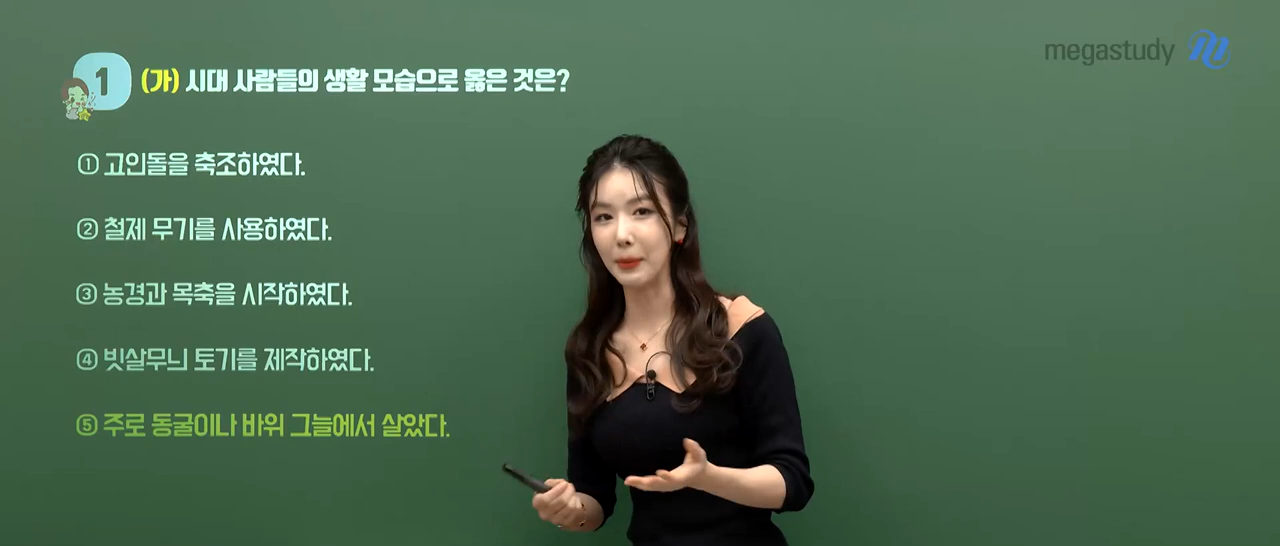 megastudy
1 (가) 시대 사람들의 생활 모습으로 옳은 것은?
① 고인돌을 축조하였다.
② 철제 무기를 사용하였다.
③ 농경과 목축을 시작하였다.
④ 빗살무늬 토기를 제작하였다.
⑤ 주로 동굴이나 바위 그늘에서 살았다.